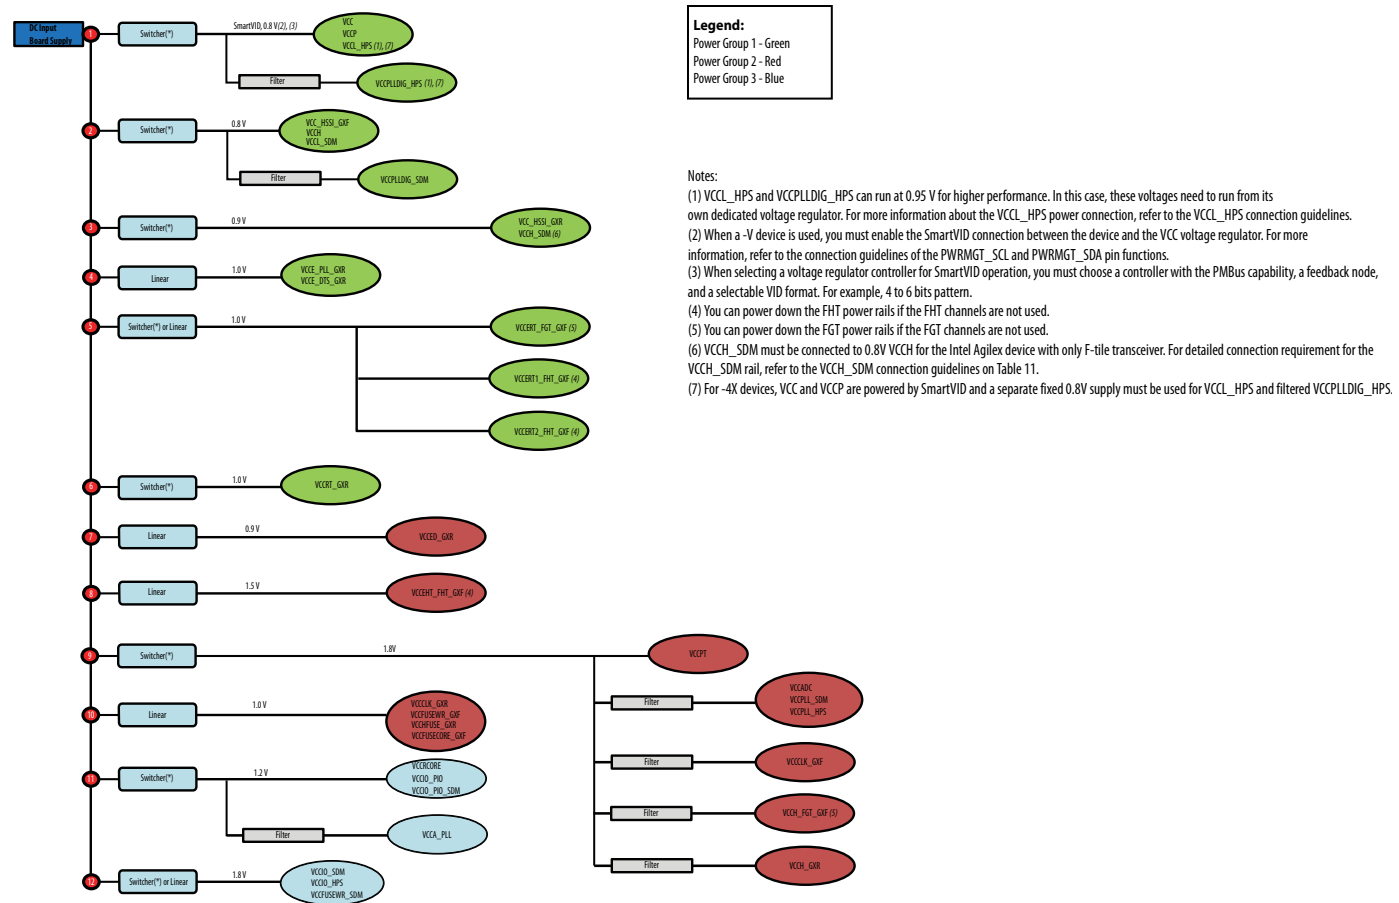 DC Input
Board Supply
1
Switcher(*)
SmartVID, 0.8 V(2), (3)
VCC
VCCP
VCCL_HPS (1), (7)
Filter
VCCPLLDIG_HPS (1), (7)
2
Switcher(*)
0.8 V
VCC_HSSI_GXF
VCCH
VCCL_SDM
Filter
VCCPLLDIG_SDM
3
Switcher(*)
0.9 V
VCC_HSSI_GXR
VCCH_SDM (6)
4
Linear
1.0 V
VCCE_PLL_GXR
VCCE_DTS_GXR
5
Switcher(*) or Linear
1.0 V
VCCERT_FGT_GXF (5)
VCCERT1_FHT_GXF (4)
VCCERT2_FHT_GXF (4)
6
Switcher(*)
1.0 V
VCCRT_GXR
7
Linear
0.9 V
VCCED_GXR
8
Linear
1.5 V
VCCEHT_FHT_GXF (4)
9
Switcher(*)
1.8V
VCCPT
Filter
VCCADC
VCCPLL_SDM
VCCPLL_HPS
Filter
VCCCLK_GXF
Filter
VCCH_FGT_GXF (5)
Filter
VCCH_GXR
10
Linear
1.0 V
VCCCLK_GXR
VCCFUSEWR_GXF
VCCHFUSE_GXR
VCCFUSECORE_GXF
11
Switcher(*)
1.2 V
VCCRCORE
VCCIO_PIO
VCCIO_PIO_SDM
Filter
VCCA_PLL
12
Switcher(*) or Linear
1.8 V
VCCIO_SDM
VCCIO_HPS
VCCFUSEWR_SDM
Legend:
Power Group 1 - Green
Power Group 2 - Red
Power Group 3 - Blue
Notes:
(1) VCCL_HPS and VCCPLLDIG_HPS can run at 0.95 V for higher performance. In this case, these voltages need to run from its
own dedicated voltage regulator. For more information about the VCCL_HPS power connection, refer to the VCCL_HPS connection guidelines.
(2) When a -V device is used, you must enable the SmartVID connection between the device and the VCC voltage regulator. For more
information, refer to the connection guidelines of the PWRMGT_SCL and PWRMGT_SDA pin functions.
(3) When selecting a voltage regulator controller for SmartVID operation, you must choose a controller with the PMBus capability, a feedback node,
and a selectable VID format. For example, 4 to 6 bits pattern.
(4) You can power down the FHT power rails if the FHT channels are not used.
(5) You can power down the FGT power rails if the FGT channels are not used.
(6) VCCH_SDM must be connected to 0.8V VCCH for the Intel Agilex device with only F-tile transceiver. For detailed connection requirement for the
VCCH_SDM rail, refer to the VCCH_SDM connection guidelines on Table 11.
(7) For -4X devices, VCC and VCCP are powered by SmartVID and a separate fixed 0.8V supply must be used for VCCL_HPS and filtered VCCPLLDIG_HPS.